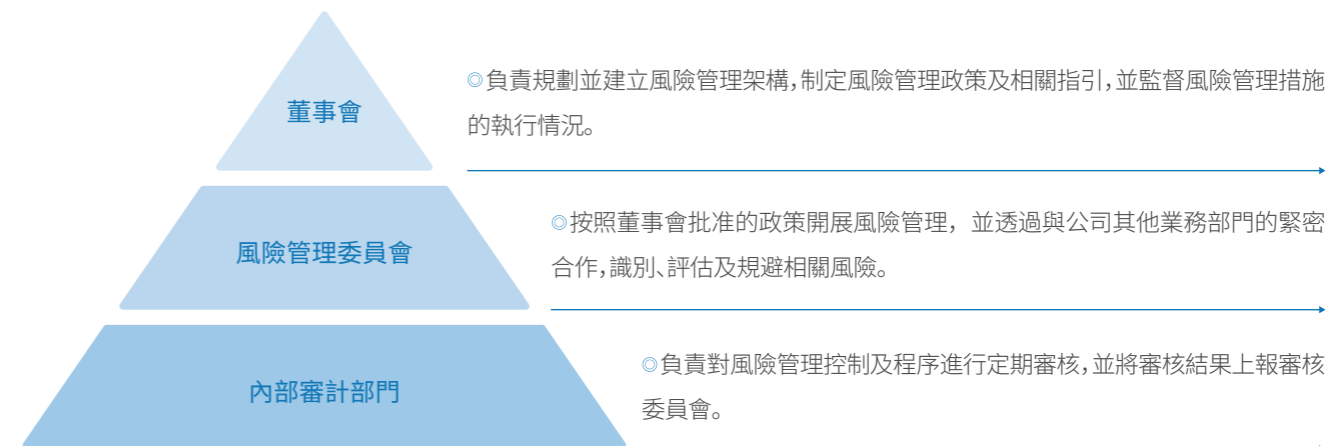 董事會
◎負責規劃並建立風險管理架構,制定風險管理政策及相關指引,並監督風險管理措施
的執行情況。
風險管理委員會
◎按照董事會批准的政策開展風險管理，並透過與公司其他業務部門的緊密
合作,識別、評估及規避相關風險。
內部審計部門
◎負責對風險管理控制及程序進行定期審核,並將審核結果上報審核
委員會。